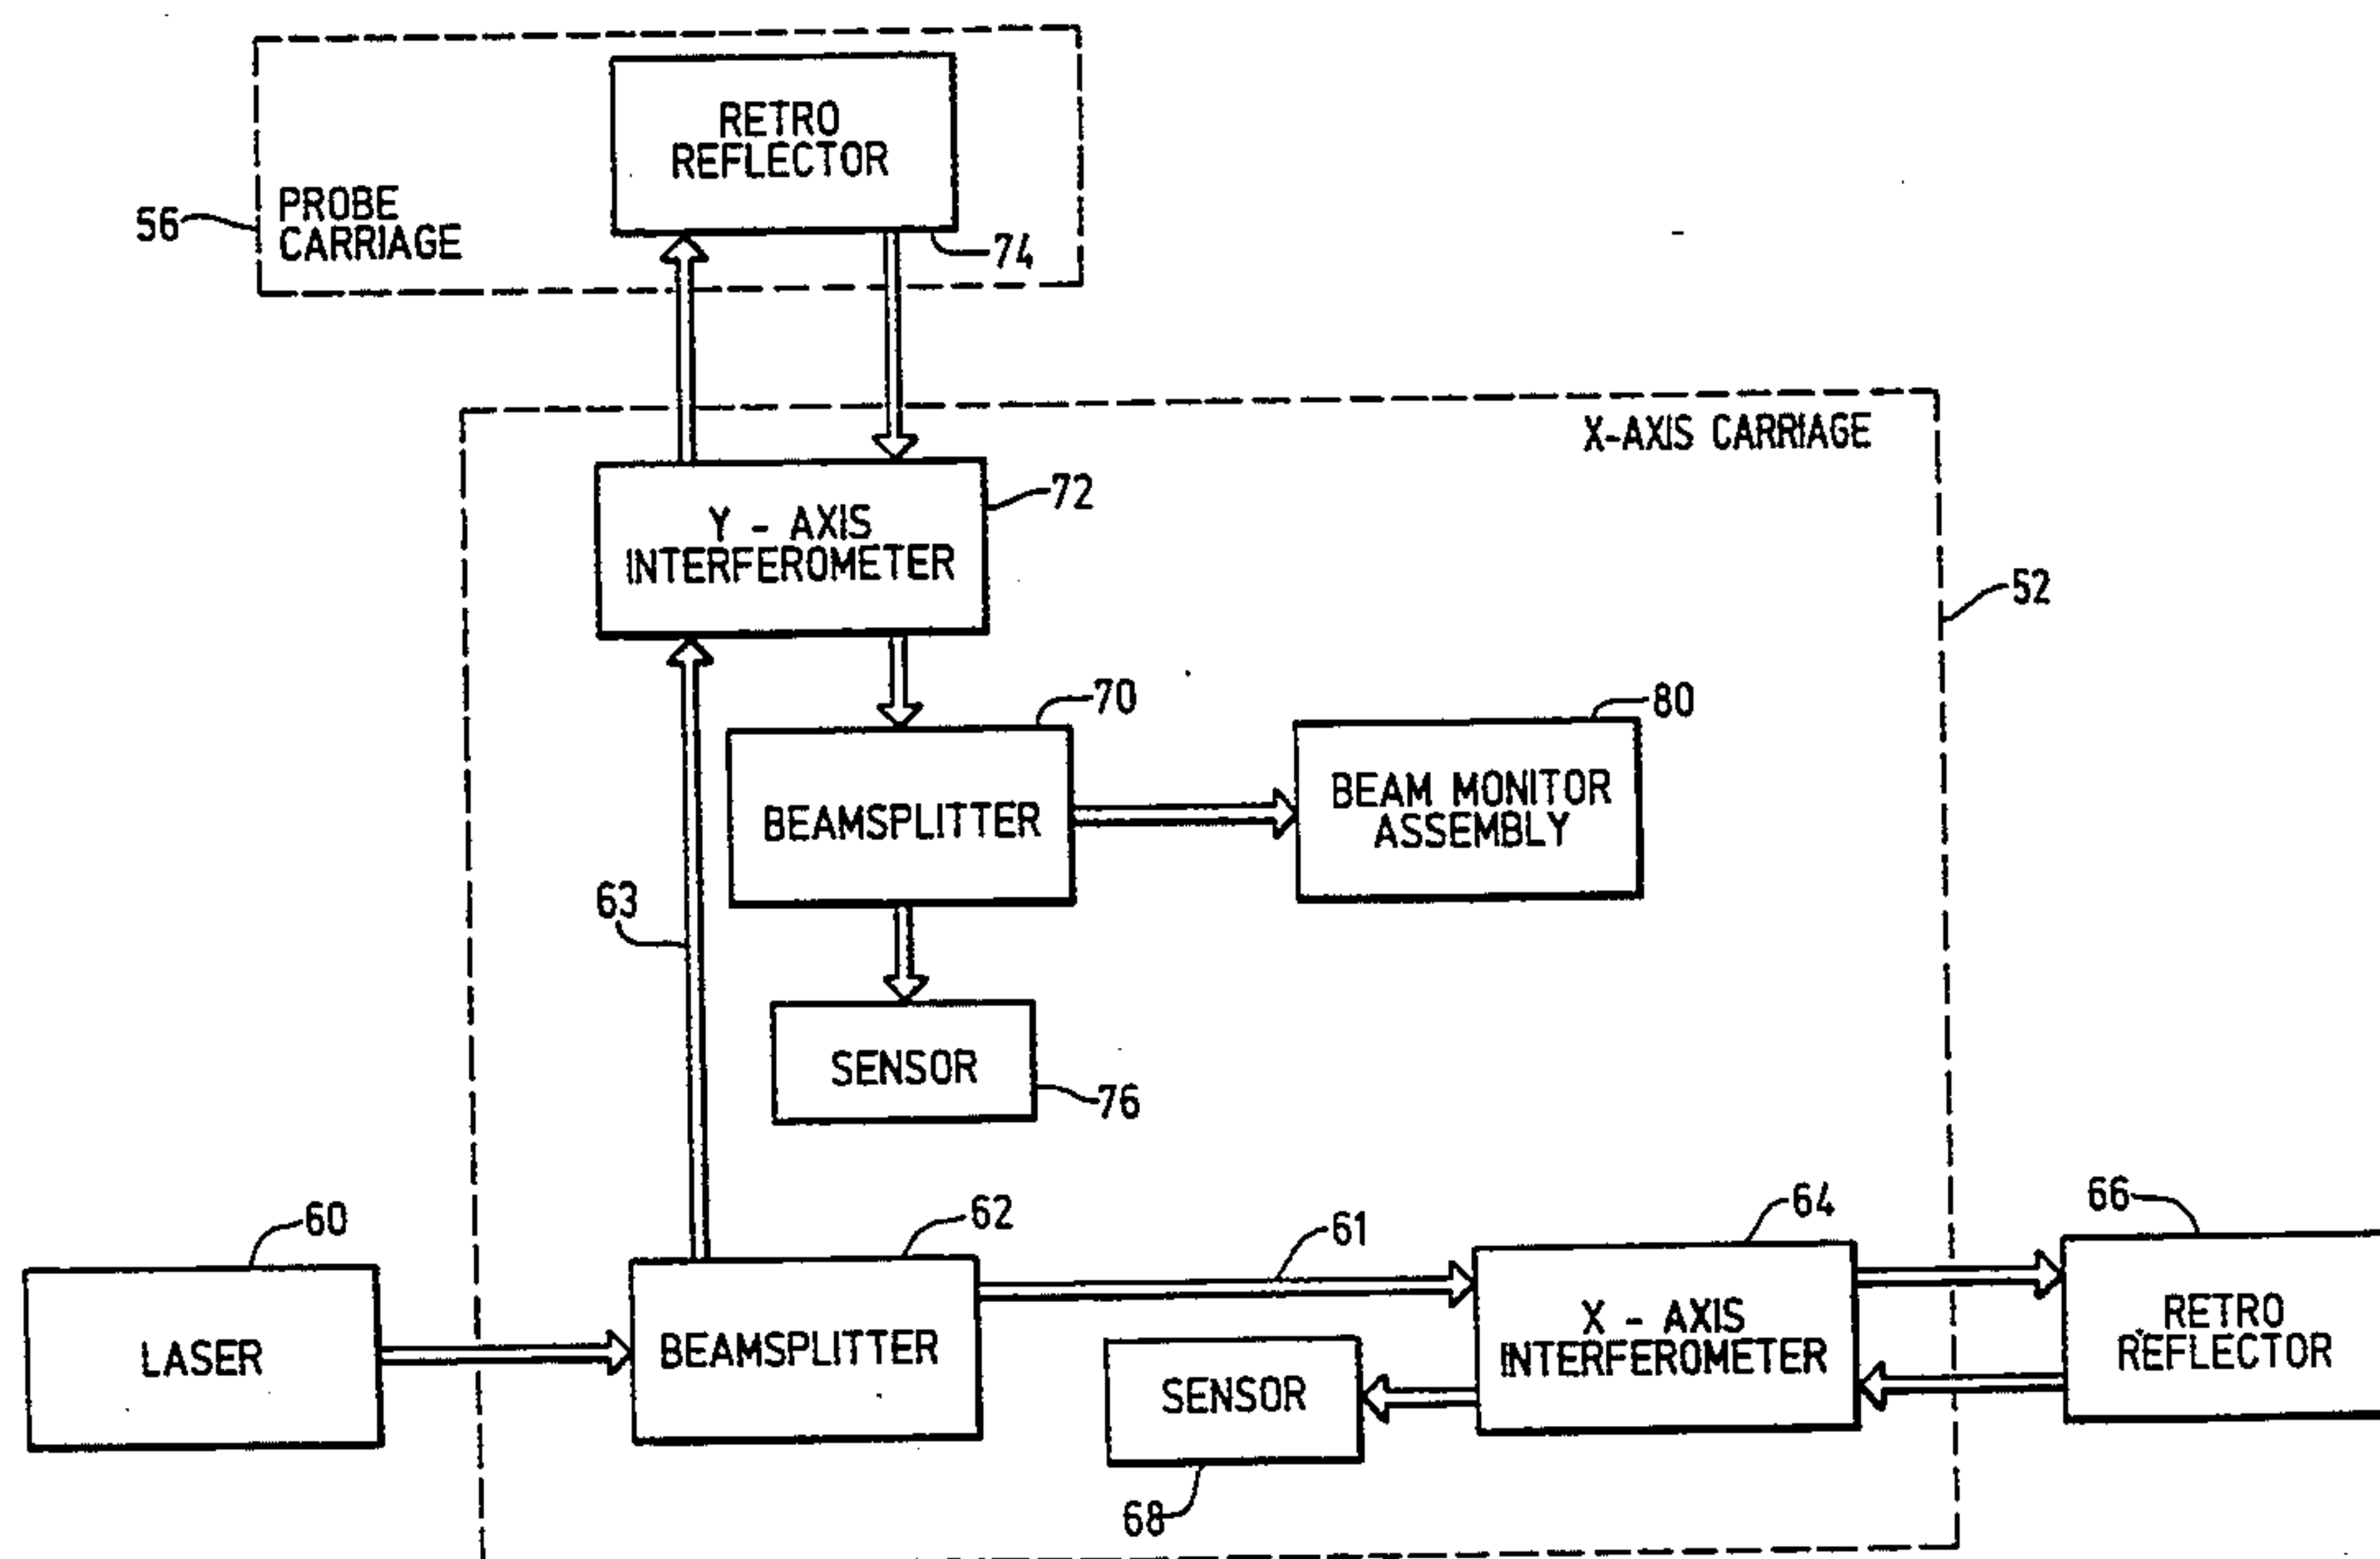 RETRO
REFLECTOR
56
PROBE
CARRIAGE
74
X-AXIS CARRIAGE
72
Y - AXIS
INTERFEROMETER
52
70
80
BEAMSPLITTER
BEAM MONITOR
ASSEMBLY
63
SENSOR
76
60
62
61
64
66
LASER
BEAMSPLITTER
SENSOR
X - AXIS
INTERFEROMETER
RETRO
REFLECTOR
68